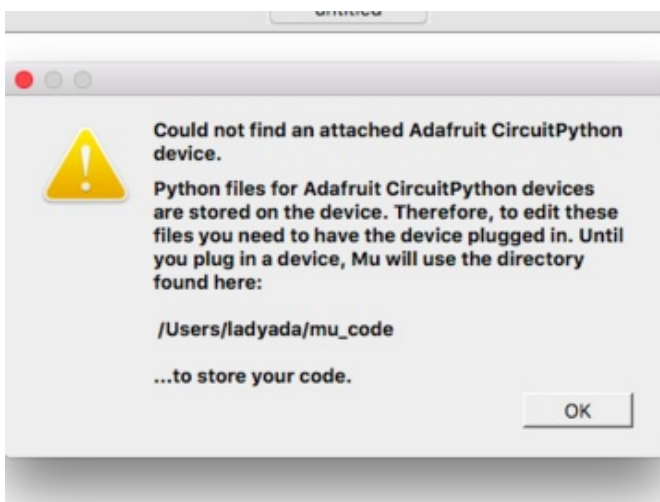 untitled
Could not find an attached Adafruit CircuitPython
device.
Python files for Adafruit CircuitPython devices
are stored on the device. Therefore, to edit these
files you need to have the device plugged in. Until
you plug in a device, Mu will use the directory
found here:
/Users/ladyada/mu_code
...to store your code.
OK